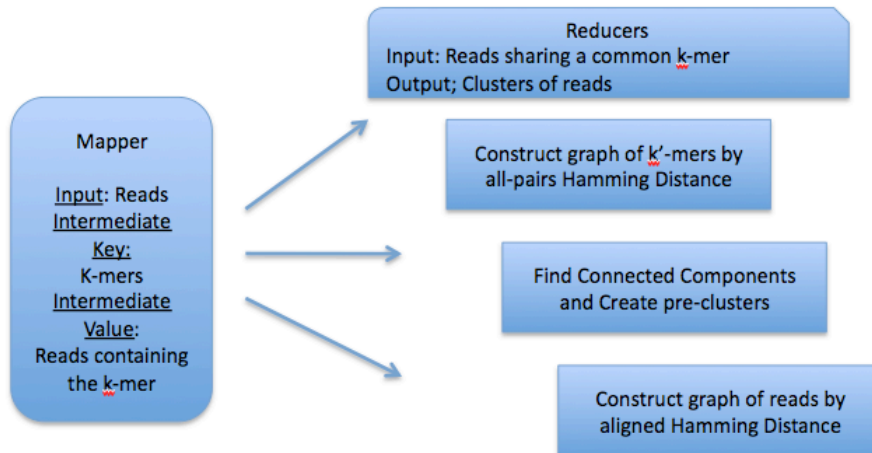 Mapper
Input: Reads
Intermediate
Key:
K-mers
Intermediate
Value:
Reads containing
the k-mer
Reducers
Input: Reads sharing a common k-mer
Output; Clusters of reads
Construct graph of k’-mers by
all-pairs Hamming Distance
Find Connected Components
and Create pre-clusters
Construct graph of reads by
aligned Hamming Distance